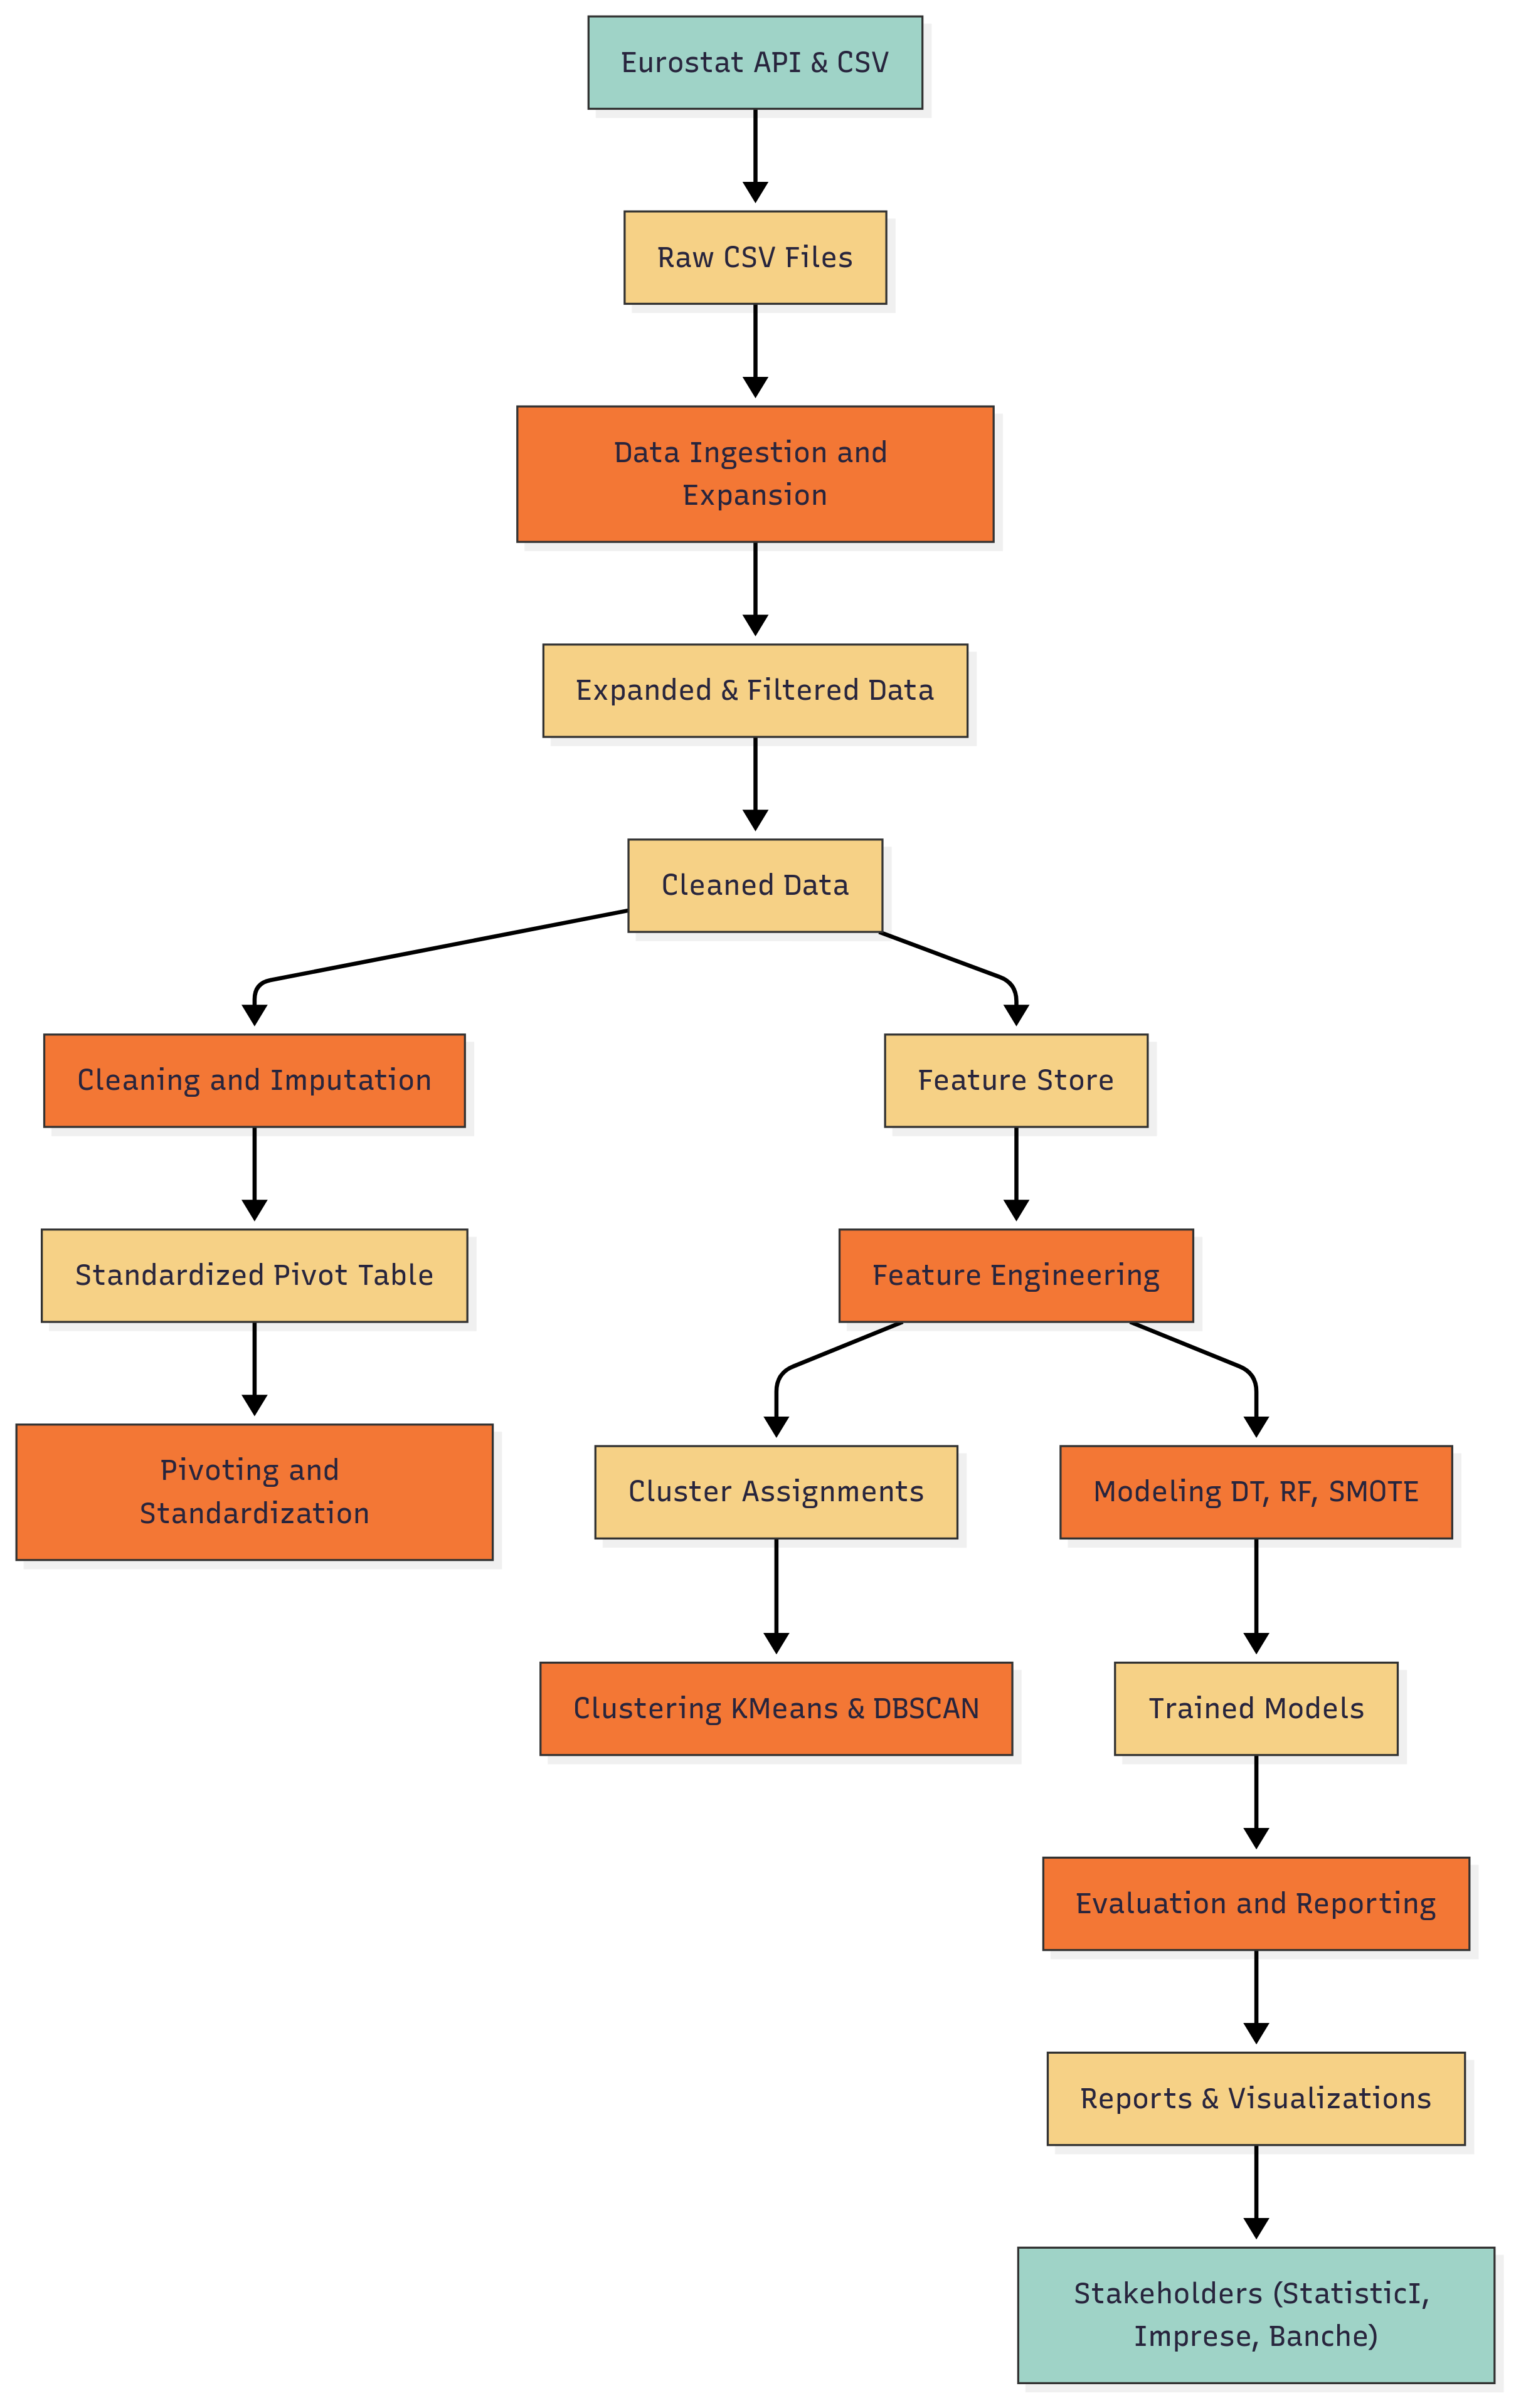 Eurostat API & CSV
Raw CSV Files
Data Ingestion and
Expansion
Expanded & Filtered Data
Cleaned Data
Cleaning and Imputation
Feature Store
Standardized Pivot Table
Feature Engineering
Pivoting and
Standardization
Cluster Assignments
Modeling DT, RF, SMOTE
Clustering KMeans & DBSCAN
Trained Models
Evaluation and Reporting
Reports & Visualizations
Stakeholders (StatisticI,
Imprese, Banche)